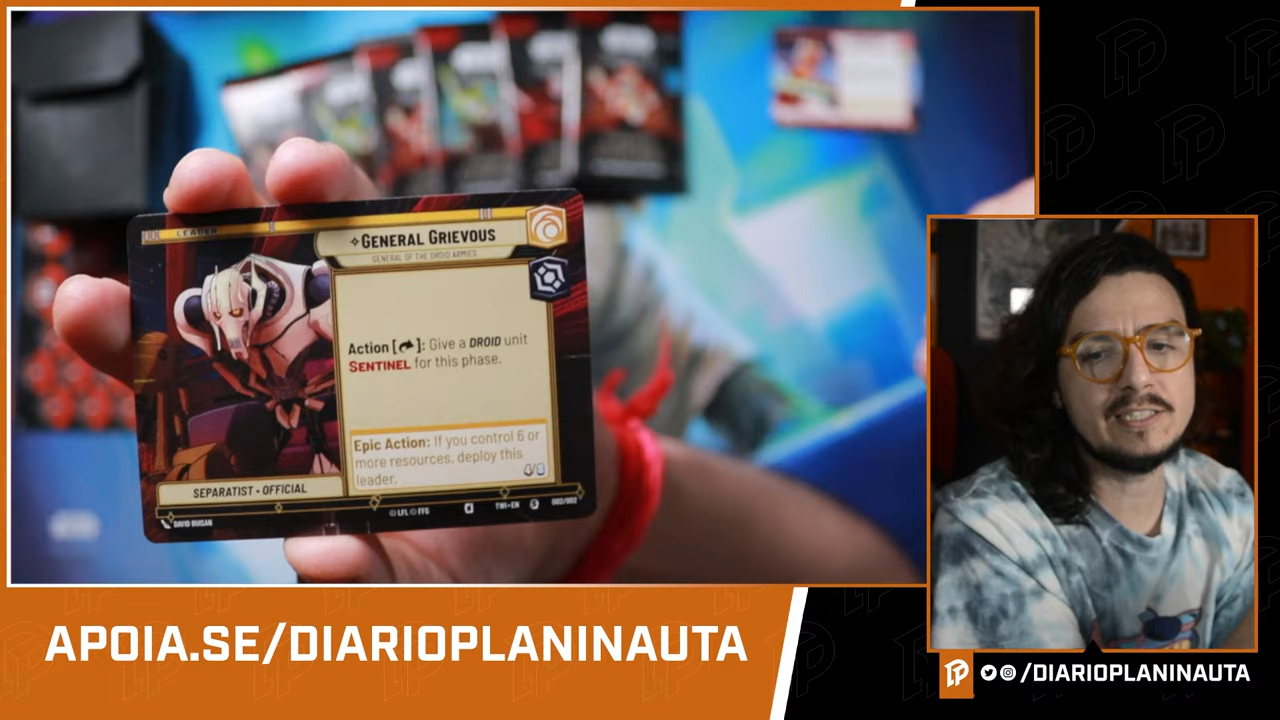 LEADER
GENERAL GRIEVOUS
GENERAL OF THE DROID ARMIES
Action [ ]: Give a DROID unit
SENTINEL for this phase.
Epic Action: If you control 6 or
more resources, deploy this
leader.
SEPARATIST • OFFICIAL
DAVID BUISAN
© LFL © FFG
TWI • EN
APOIA.SE/DIARIOPLANINAUTA
/DIARIOPLANINAUTA